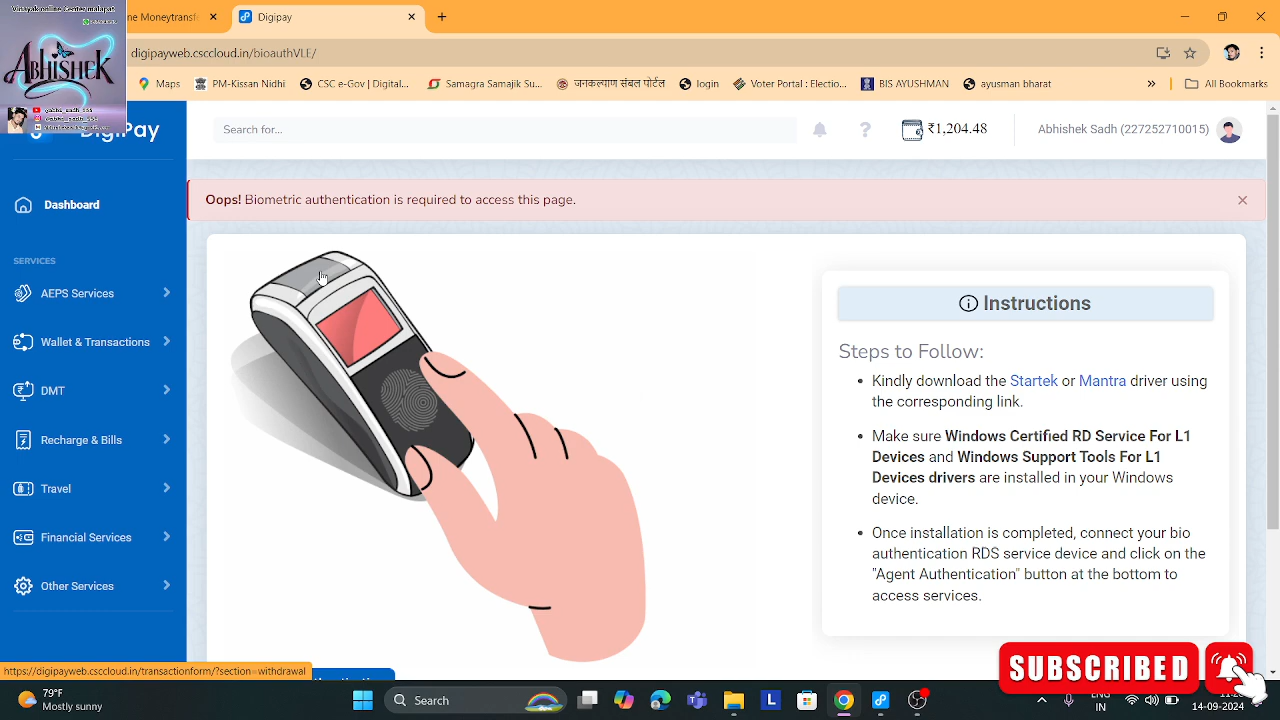 ne Moneytransf
Digipay
digipayweb.csccloud.in/bioauthVLE/
Maps
PM-Kissan Nidhi
CSC e-Gov | Digital...
Samagra Samajik Su...
जनकल्याण संबल पोर्टल
login
Voter Portal : Electio...
BIS AYUSHMAN
ayusman bharat
»
All Bookmarks
ABHISHEK
DigiPay
Search for...
₹1,204.48
Abhishek Sadh (227252710015)
Oops! Biometric authentication is required to access this page.
Dashboard
SERVICES
AEPS Services
Wallet & Transactions
DMT
Recharge & Bills
Travel
Financial Services
Other Services
Instructions
Steps to Follow:
• Kindly download the Startek or Mantra driver using
the corresponding link.
• Make sure Windows Certified RD Service For L1
Devices and Windows Support Tools For L1
Devices drivers are installed in your Windows
device.
• Once installation is completed, connect your bio
authentication RDS service device and click on the
"Agent Authentication" button at the bottom to
access services.
https://digipayweb.csccloud.in/transactionform/?section=withdrawal
SUBSCRIBED
79°F
Mostly sunny
Search
ENG
IN
14-09-2024